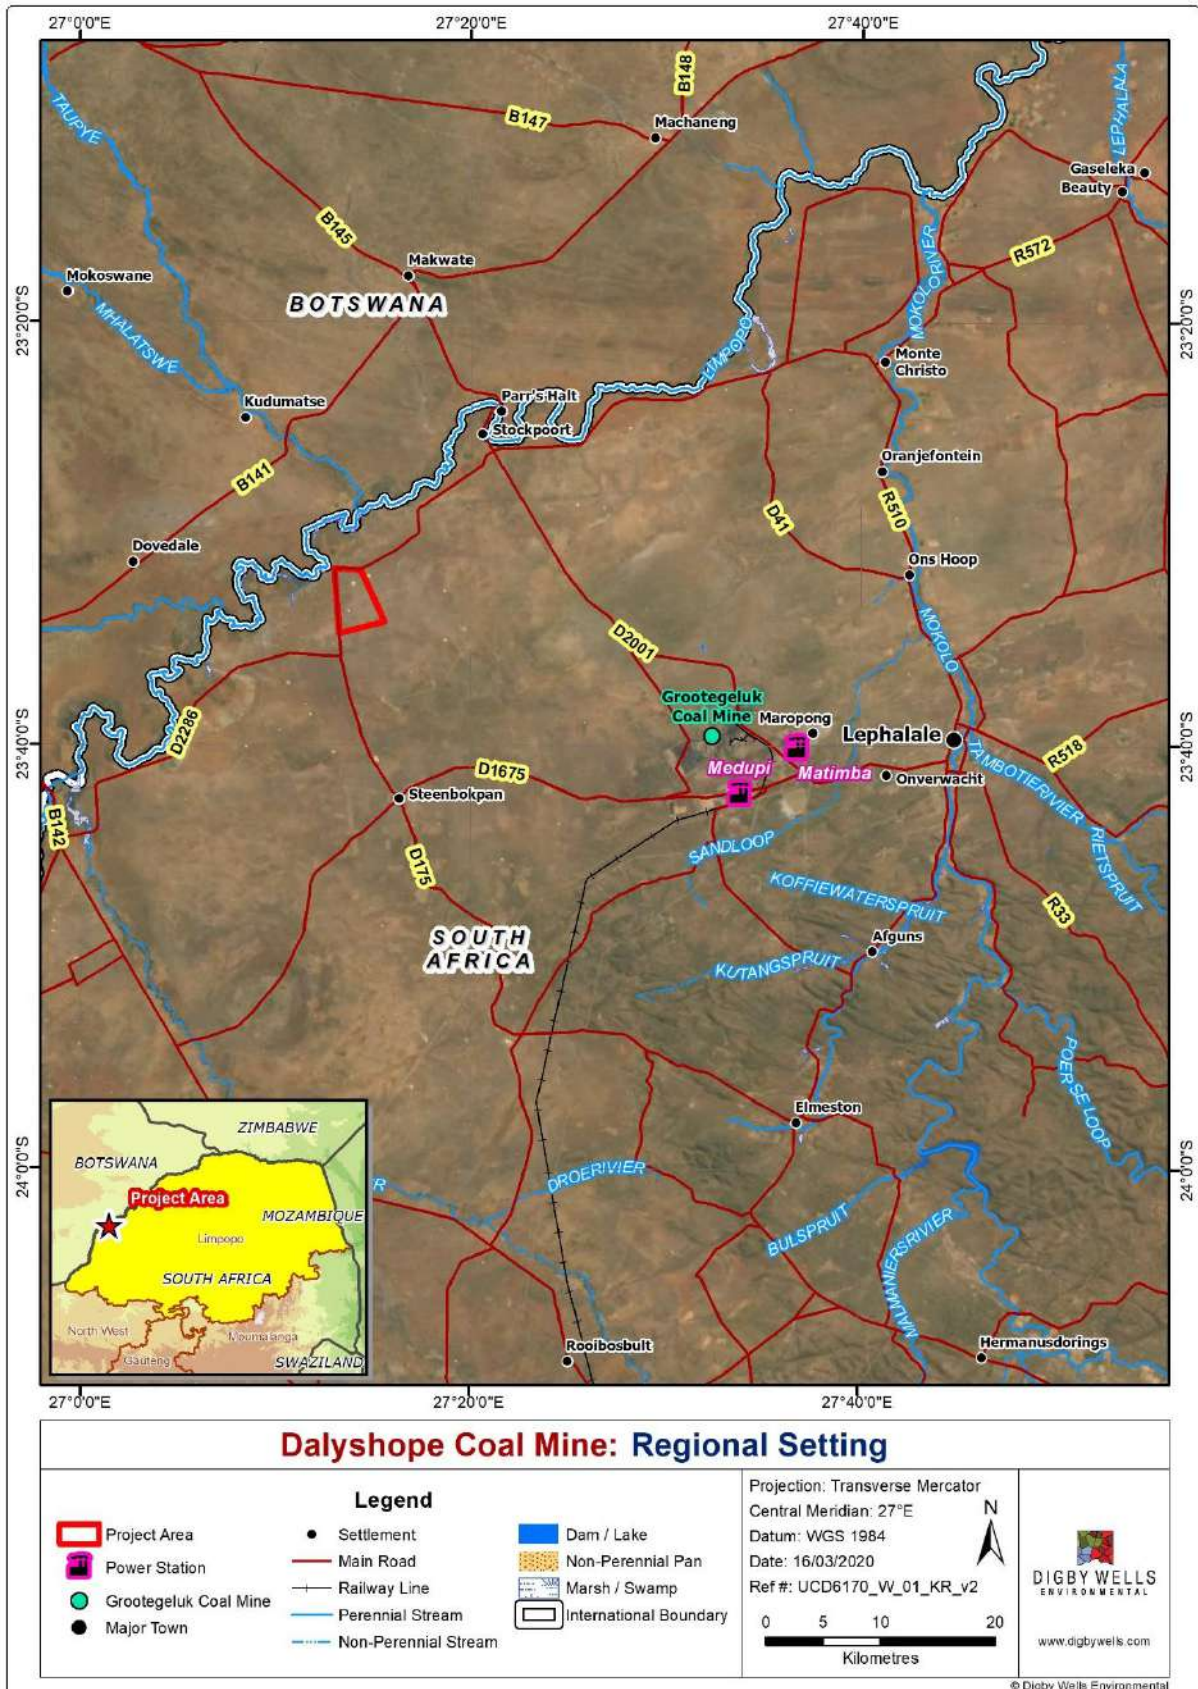 27°0'0"E
27°20'0"E
27°40'0"E
TAUPYE
B147
B148
Machaneng
LEPHALALA
Gaseleka
Beauty
B145
Makwate
MOKOLORIVER
R572
Mokoswane
BOTSWANA
23°20'0"S
23°20'0"S
MHALATSWE
LIMPOPO
Monte
Christo
Kudumatse
Parr's Halt
Stockpoort
Oranjefontein
B141
D41
R510
Dovedale
Ons Hoop
D2001
MOKOLO
Grootegeluk
Coal Mine
Maropong
D2286
Lephalale
23°40'0"S
23°40'0"S
R518
D1675
Medupi
Matimba
Onverwacht
TAMBOTIERIVIER
Steenbokpan
B142
SANDLOOP
RIETSPRUIT
D175
KOFFIEWATERSPRUIT
R33
SOUTH
AFRICA
Afguns
KUTANGSPRUIT
POERSE LOOP
Elmeston
ZIMBABWE
BOTSWANA
Project Area
MOZAMBIQUE
Limpopo
SOUTH AFRICA
North West
Moumalanga
Gauteng
SWAZILAND
24°0'0"S
24°0'0"S
DROERIVIER
BULSPRUIT
MALMANIERSRIVIER
Rooibosbult
Hermanusdorings
27°0'0"E
27°20'0"E
27°40'0"E
Dalyshope Coal Mine: Regional Setting
Legend
Project Area
Power Station
Grootegeluk Coal Mine
Major Town
Settlement
Main Road
Railway Line
Perennial Stream
Non-Perennial Stream
Dam / Lake
Non-Perennial Pan
Marsh / Swamp
International Boundary
Projection: Transverse Mercator
Central Meridian: 27°E
Datum: WGS 1984
Date: 16/03/2020
Ref #: UCD6170_W_01_KR_v2
N
0 5 10 20
Kilometres
DIGBY WELLS
ENVIRONMENTAL
www.digbywells.com
© Digby Wells Environmental